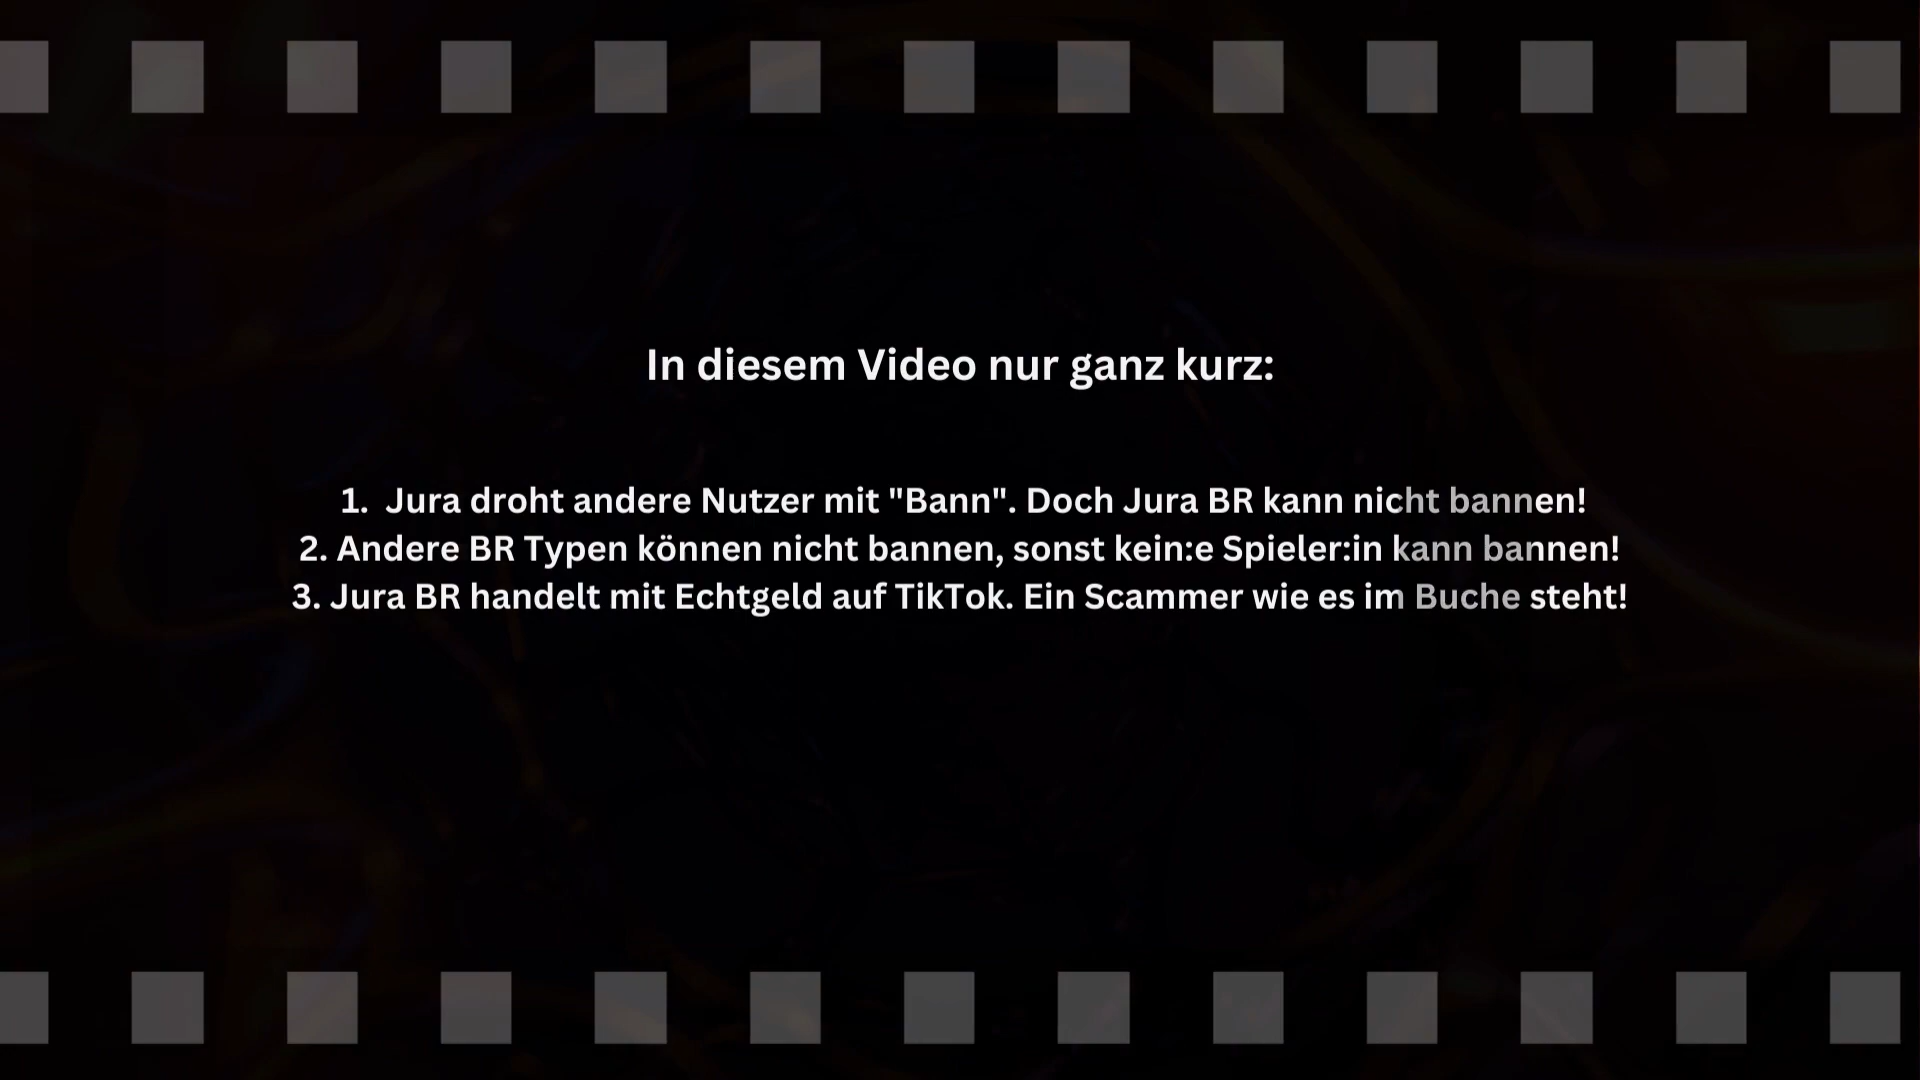 In diesem Video nur ganz kurz:
1. Jura droht andere Nutzer mit "Bann". Doch Jura BR kann nicht bannen!
2. Andere BR Typen können nicht bannen, sonst kein:e Spieler:in kann bannen!
3. Jura BR handelt mit Echtgeld auf TikTok. Ein Scammer wie es im Buche steht!